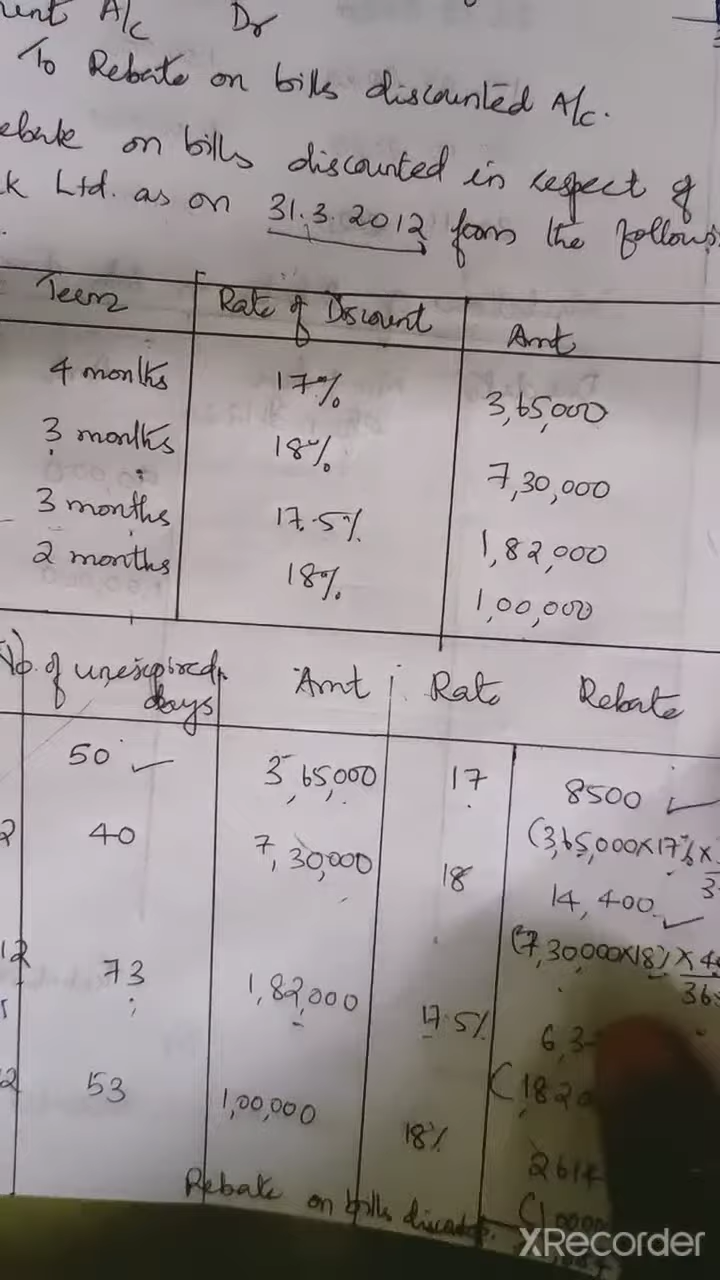 A/c Dr
To Rebate on bills discounted A/c.
on bills discounted in respect of
Ltd. as on 31.3.2012 from the
Rate of Discount Amt
4 months 17% 3,65,000
3 months 18% 7,30,000
3 months 17.5% 1,82,000
2 months 18% 1,00,000
No. of unexpired days Amt Rate Rebate
50 3,65,000 17 8500
(3,65,000×17%×
40 7,30,000 18 14,400
(7,30,000×18%×
73 1,82,000 17.5%
53 1,00,000 18%
Rebate on bills
XRecorder